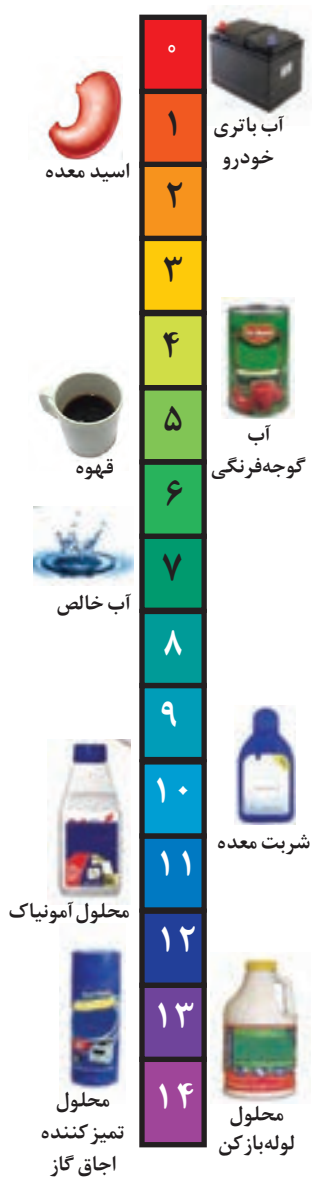 ۰
آب باتری
خودرو
۱
اسید معده
۲
۳
۴
آب
گوجه‌فرنگی
۵
قهوه
۶
۷
آب خالص
۸
۹
۱۰
شربت معده
۱۱
محلول آمونیاک
۱۲
۱۳
۱۴
محلول
لوله‌بازکن
محلول
تمیزکننده
اجاق گاز